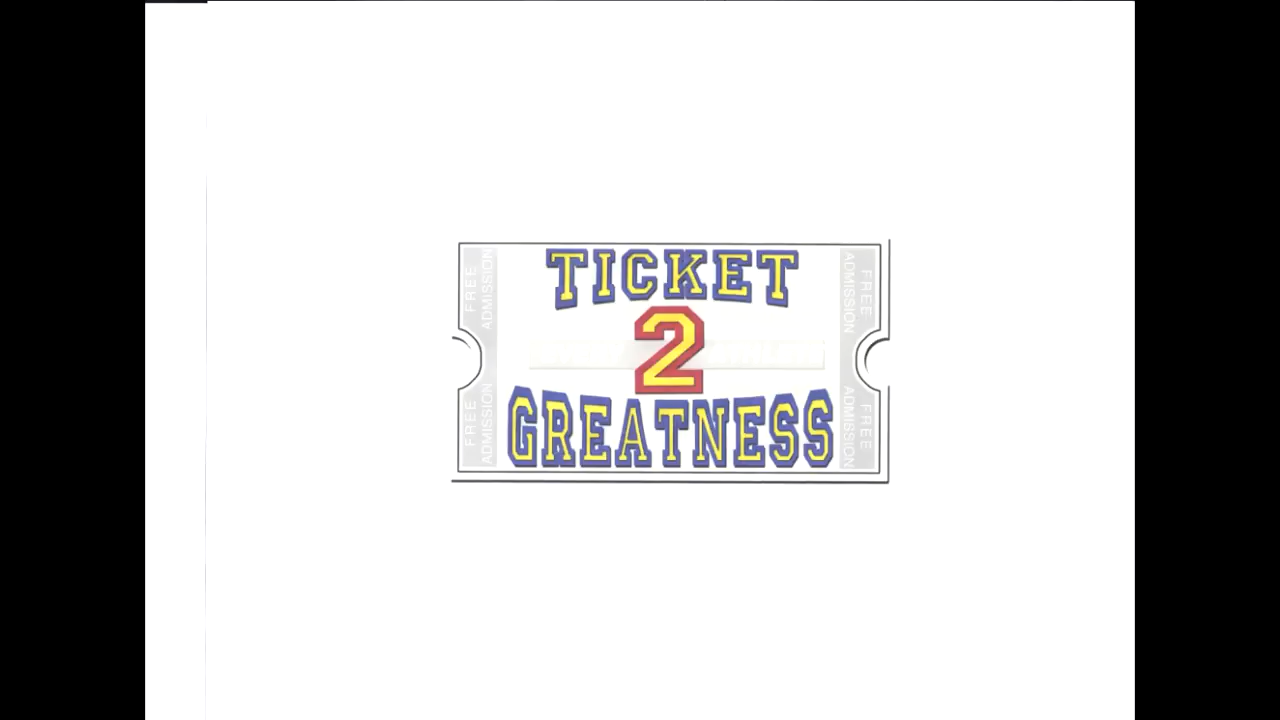 TICKET
2
GREATNESS
FREE
ADMISSION
FREE
ADMISSION
FREE
ADMISSION
FREE
ADMISSION